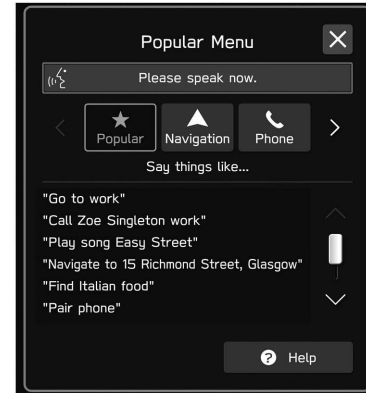 Popular Menu
Please speak now.
Popular
Navigation
Phone
Say things like...
"Go to work"
"Call Zoe Singleton work"
"Play song Easy Street"
"Navigate to 15 Richmond Street, Glasgow"
"Find Italian food"
"Pair phone"
Help